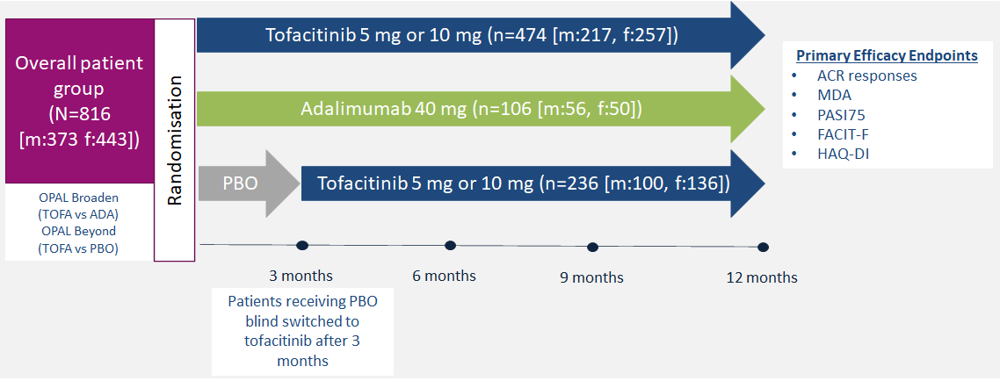 Overall patient
group
(N=816
[m:373 f:443])
OPAL Broaden
(TOFA vs ADA)
OPAL Beyond
(TOFA vs PBO)
Randomisation
Tofacitinib 5 mg or 10 mg (n=474 [m:217, f:257])
Adalimumab 40 mg (n=106 [m:56, f:50])
PBO
Tofacitinib 5 mg or 10 mg (n=236 [m:100, f:136])
3 months
6 months
9 months
12 months
Patients receiving PBO
blind switched to
tofacitinib after 3
months
Primary Efficacy Endpoints
• ACR responses
• MDA
• PASI75
• FACIT-F
• HAQ-DI